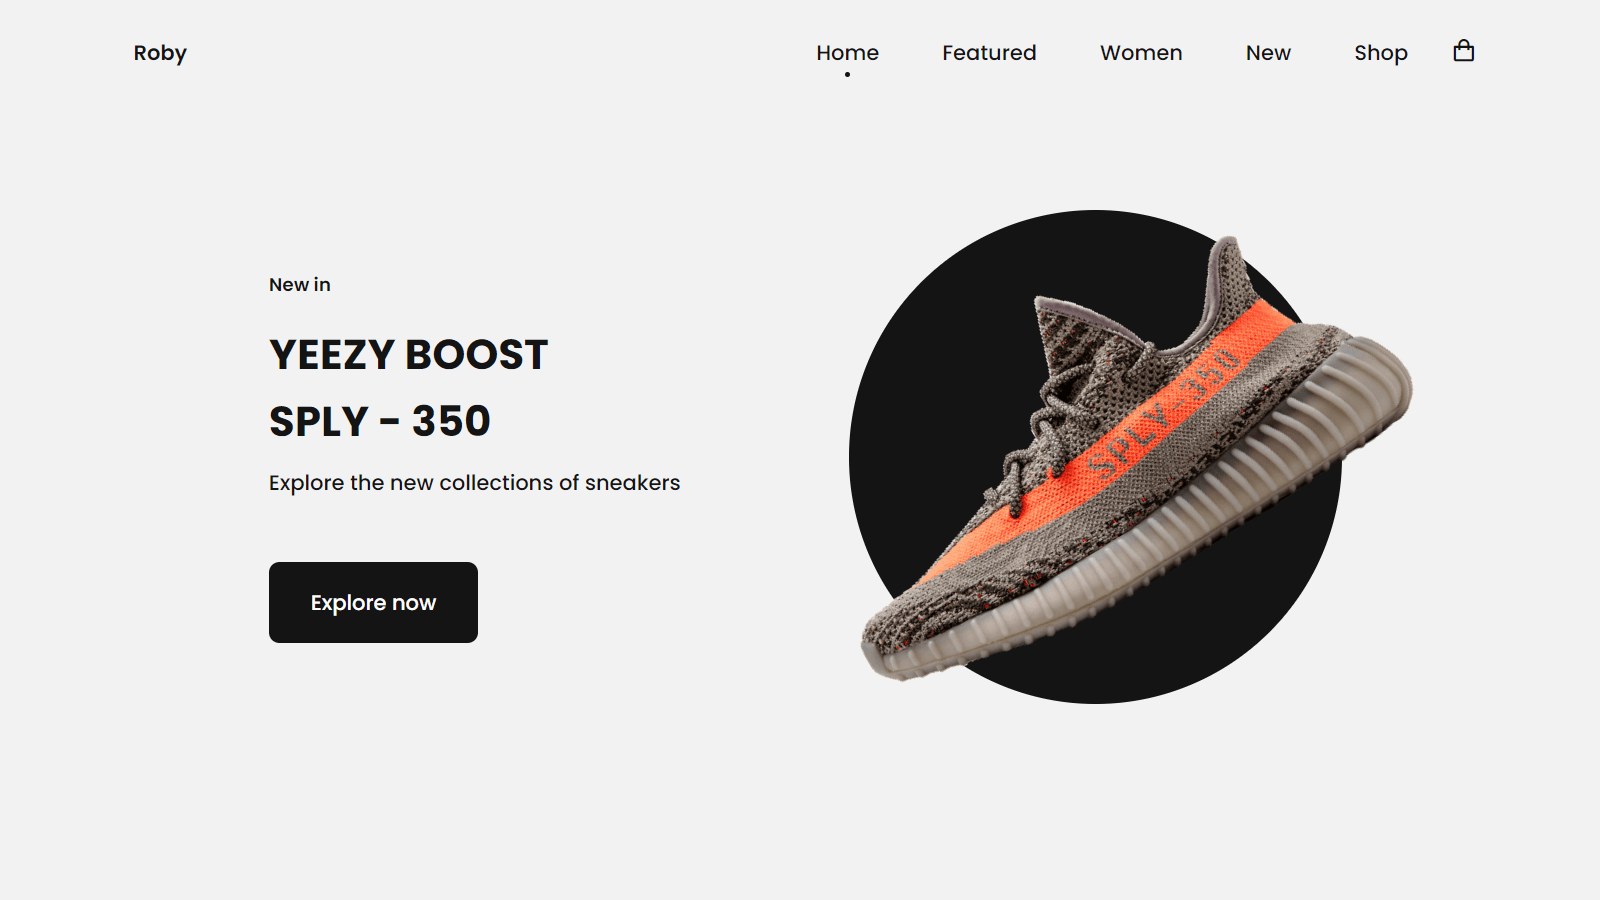 Roby
Home Featured Women New Shop
New in
YEEZY BOOST
SPLY - 350
Explore the new collections of sneakers
Explore now
SPLY-350